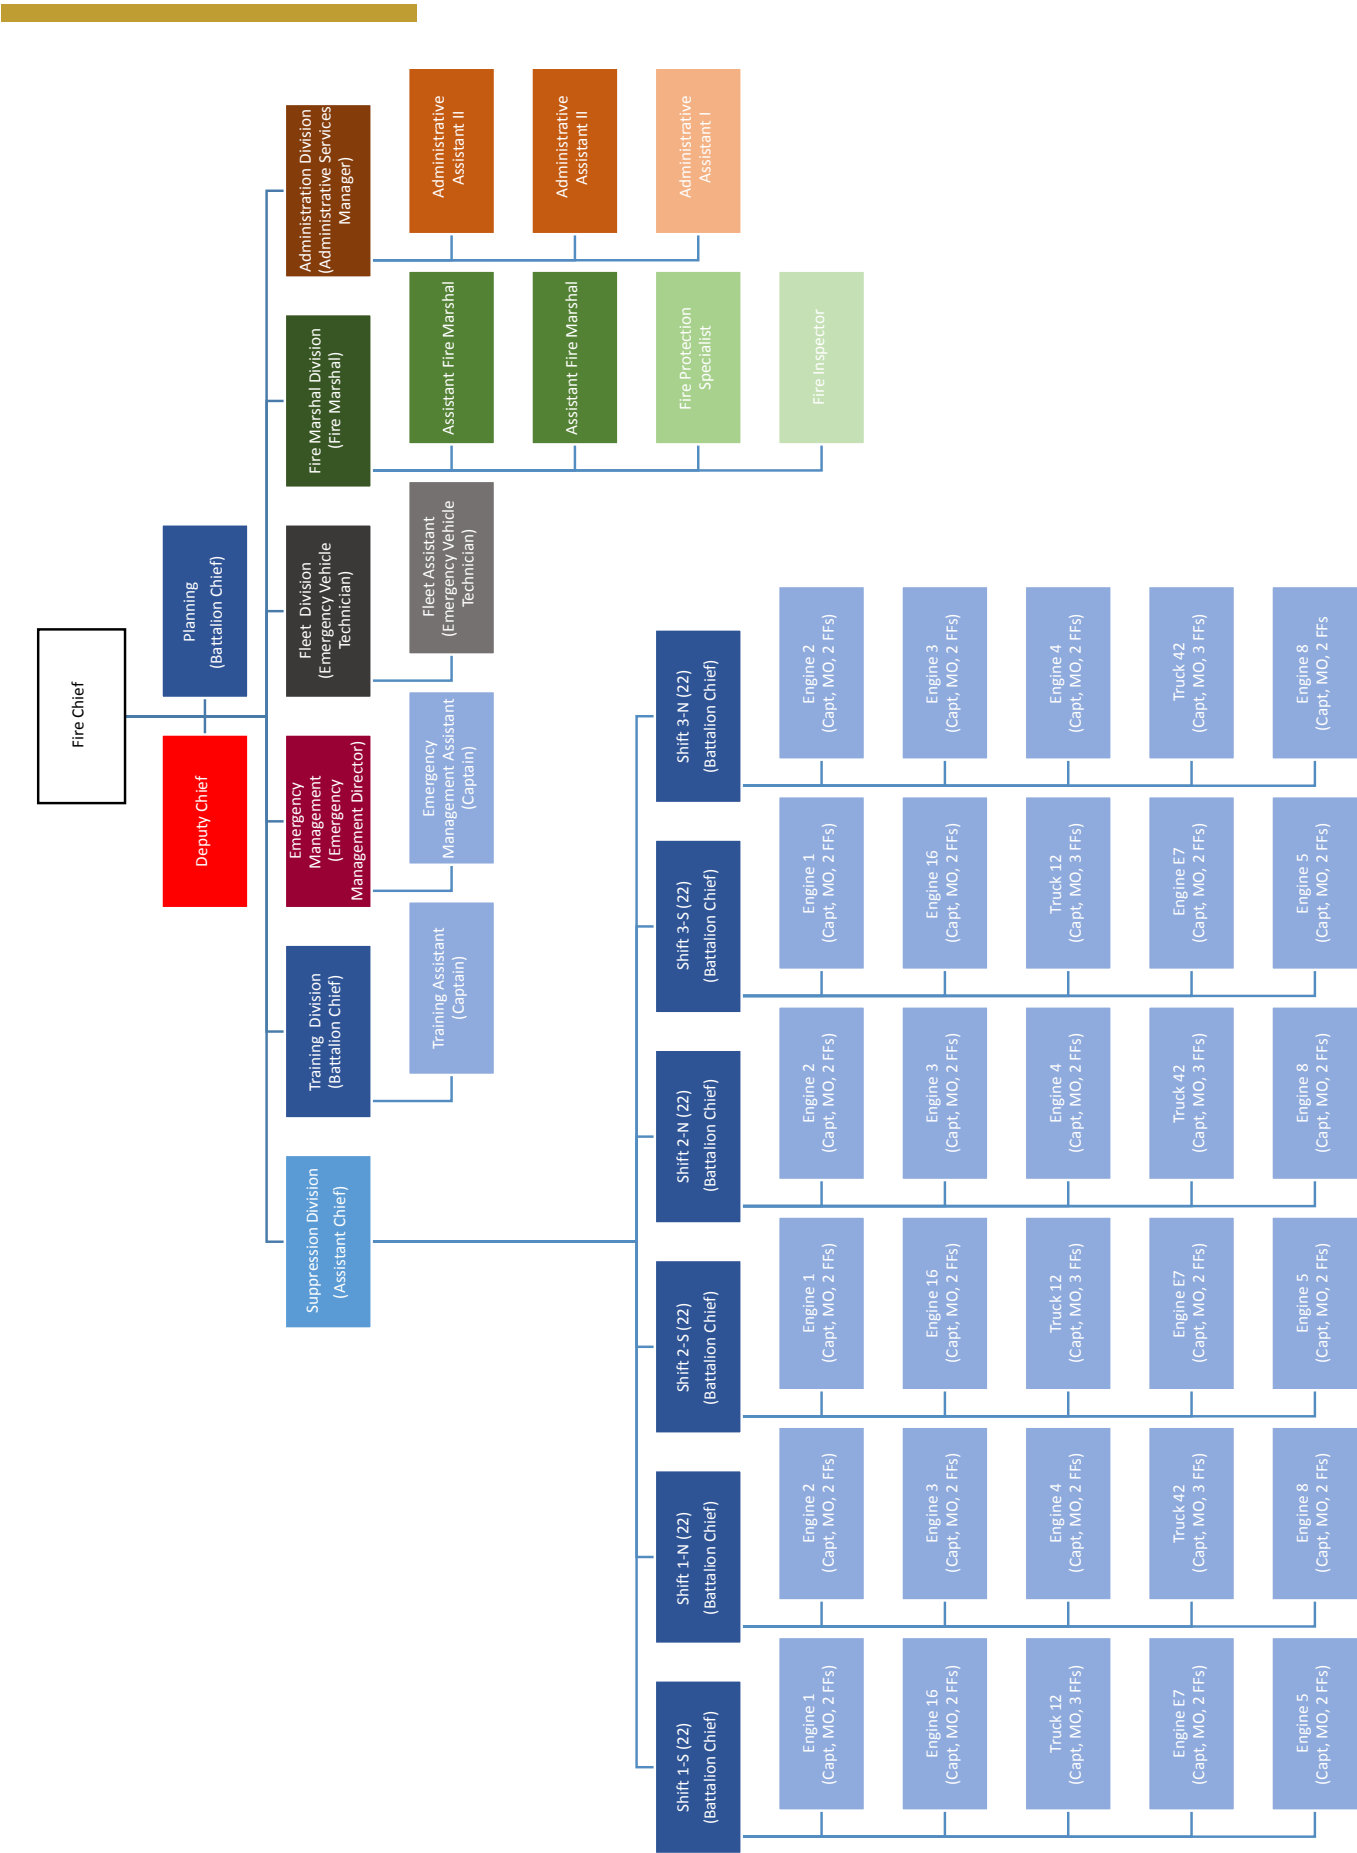 Fire Chief
Deputy Chief
Planning
(Battalion Chief)
Suppression Division
(Assistant Chief)
Training  Division
(Battalion Chief)
Emergency
Management
(Emergency
Management Director)
Fleet  Division
(Emergency Vehicle
Technician)
Fire Marshal Division
(Fire Marshal)
Administration Division
(Administrative Services
Manager)
Training Assistant
(Captain)
Emergency
Management Assistant
(Captain)
Fleet Assistant
(Emergency Vehicle
Technician)
Assistant Fire Marshal
Assistant Fire Marshal
Fire Protection
Specialist
Fire Inspector
Administrative
Assistant II
Administrative
Assistant II
Administrative
Assistant I
Shift 1-S (22)
(Battalion Chief)
Engine 1
(Capt, MO, 2 FFs)
Engine 16
(Capt, MO, 2 FFs)
Truck 12
(Capt, MO, 3 FFs)
Engine E7
(Capt, MO, 2 FFs)
Engine 5
(Capt, MO, 2 FFs)
Shift 1-N (22)
(Battalion Chief)
Engine 2
(Capt, MO, 2 FFs)
Engine 3
(Capt, MO, 2 FFs)
Engine 4
(Capt, MO, 2 FFs)
Truck 42
(Capt, MO, 3 FFs)
Engine 8
(Capt, MO, 2 FFs)
Shift 2-S (22)
(Battalion Chief)
Engine 1
(Capt, MO, 2 FFs)
Engine 16
(Capt, MO, 2 FFs)
Truck 12
(Capt, MO, 3 FFs)
Engine E7
(Capt, MO, 2 FFs)
Engine 5
(Capt, MO, 2 FFs)
Shift 2-N (22)
(Battalion Chief)
Engine 2
(Capt, MO, 2 FFs)
Engine 3
(Capt, MO, 2 FFs)
Engine 4
(Capt, MO, 2 FFs)
Truck 42
(Capt, MO, 3 FFs)
Engine 8
(Capt, MO, 2 FFs)
Shift 3-S (22)
(Battalion Chief)
Engine 1
(Capt, MO, 2 FFs)
Engine 16
(Capt, MO, 2 FFs)
Truck 12
(Capt, MO, 3 FFs)
Engine E7
(Capt, MO, 2 FFs)
Engine 5
(Capt, MO, 2 FFs)
Shift 3-N (22)
(Battalion Chief)
Engine 2
(Capt, MO, 2 FFs)
Engine 3
(Capt, MO, 2 FFs)
Engine 4
(Capt, MO, 2 FFs)
Truck 42
(Capt, MO, 3 FFs)
Engine 8
(Capt, MO, 2 FFs